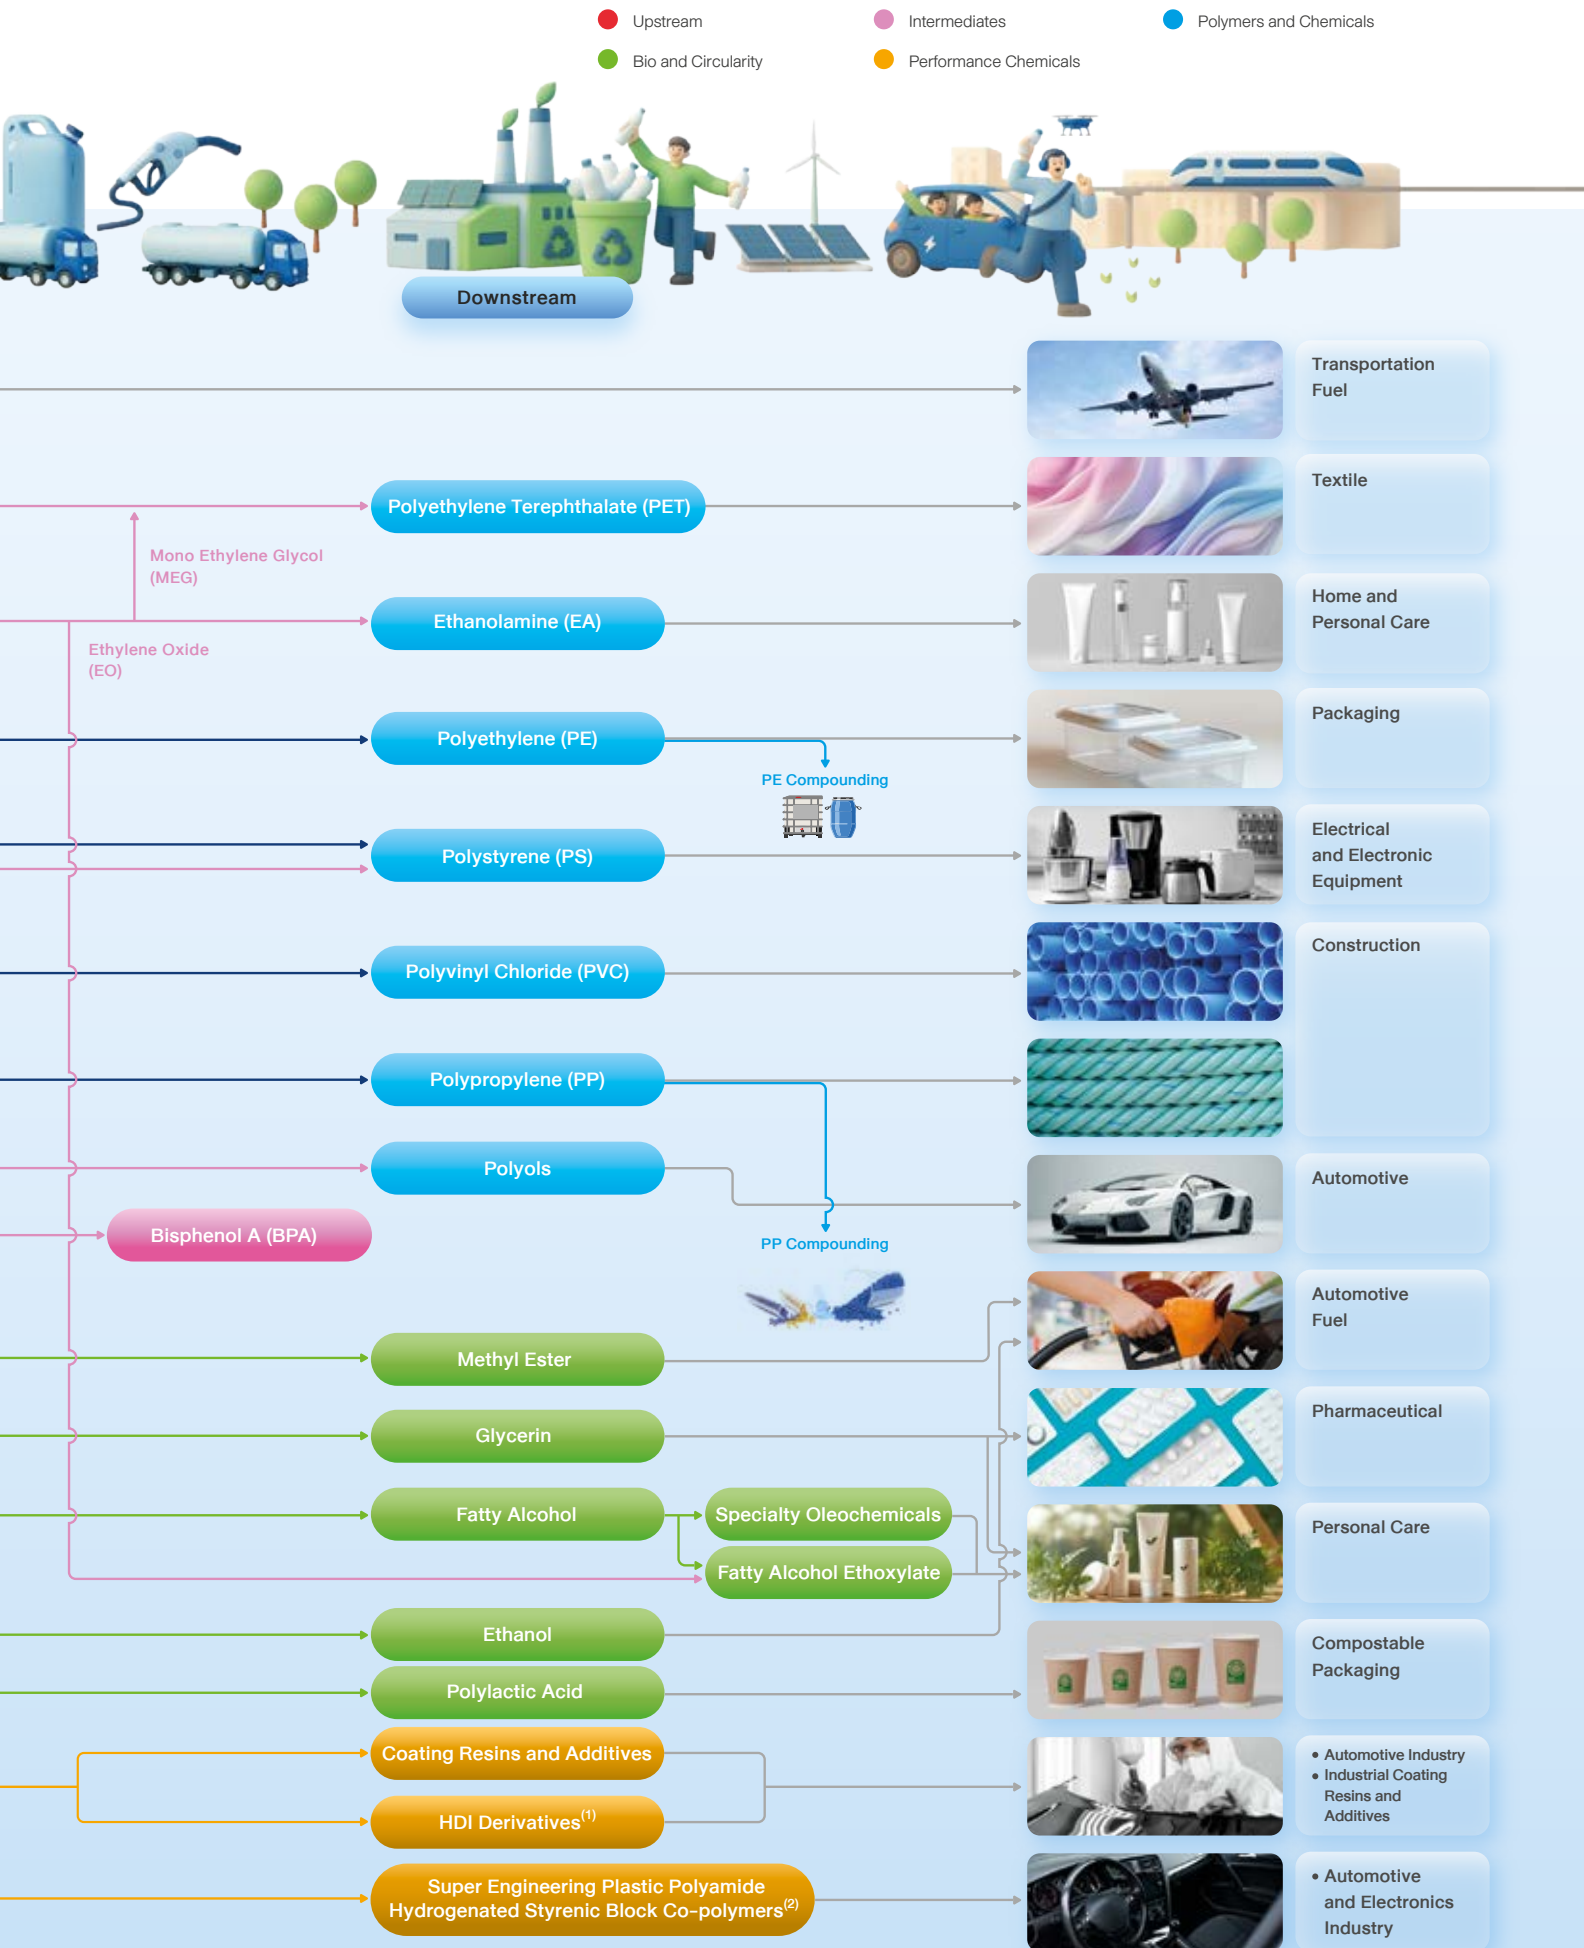 Upstream
Intermediates
Polymers and Chemicals
Bio and Circularity
Performance Chemicals
Downstream
Transportation
Fuel
Polyethylene Terephthalate (PET)
Textile
Mono Ethylene Glycol
(MEG)
Ethanolamine (EA)
Home and
Personal Care
Ethylene Oxide
(EO)
Polyethylene (PE)
Packaging
PE Compounding
Polystyrene (PS)
Electrical
and Electronic
Equipment
Polyvinyl Chloride (PVC)
Construction
Polypropylene (PP)
Polyols
Automotive
Bisphenol A (BPA)
PP Compounding
Automotive
Fuel
Methyl Ester
Glycerin
Pharmaceutical
Fatty Alcohol
Specialty Oleochemicals
Personal Care
Fatty Alcohol Ethoxylate
Ethanol
Compostable
Packaging
Polylactic Acid
Coating Resins and Additives
• Automotive Industry
• Industrial Coating
Resins and
Additives
HDI Derivatives(1)
Super Engineering Plastic Polyamide
Hydrogenated Styrenic Block Co-polymers(2)
• Automotive
and Electronics
Industry